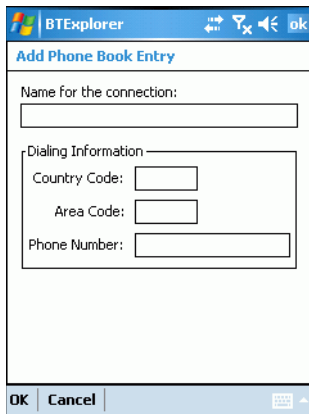 BTExplorer ok
Add Phone Book Entry
Name for the connection:
Dialing Information
Country Code:
Area Code:
Phone Number:
OK Cancel